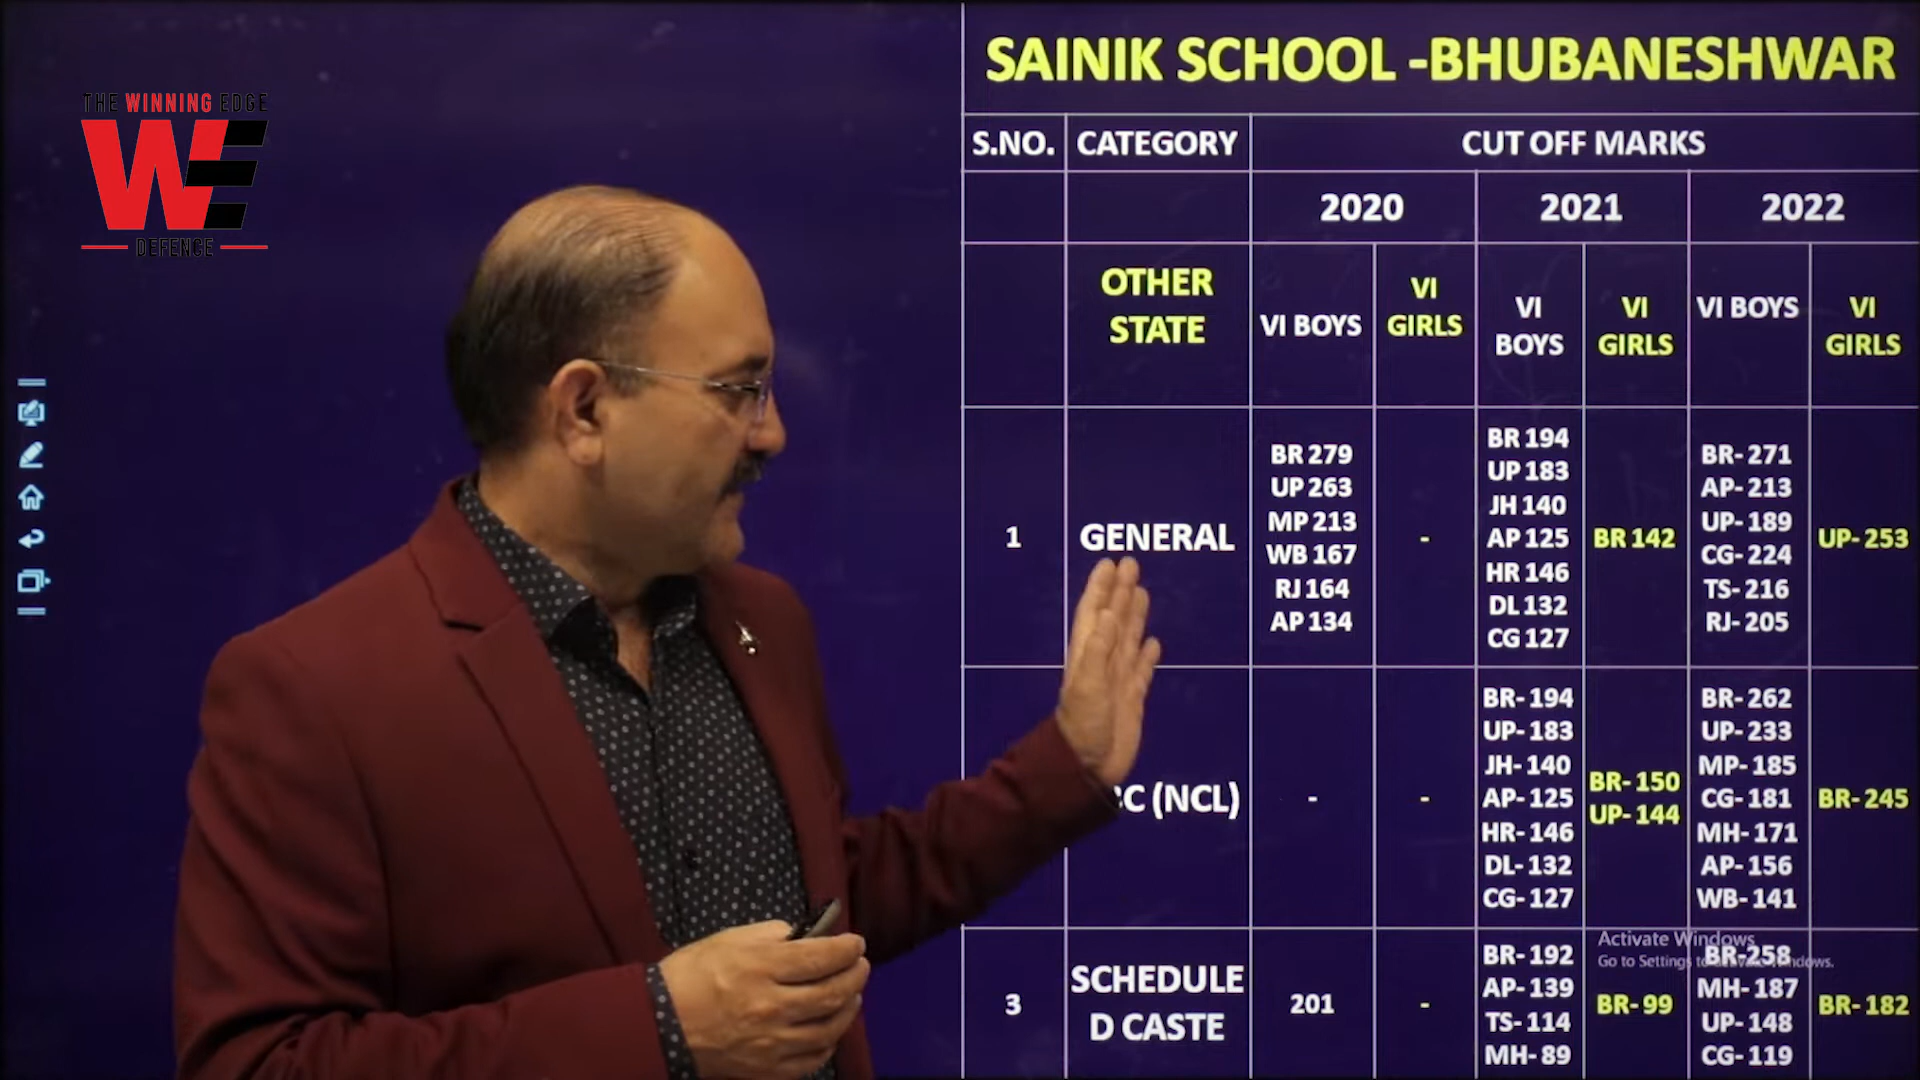 THE WINNING EDGE
WE
DEFENCE
SAINIK SCHOOL -BHUBANESHWAR
S.NO. CATEGORY CUT OFF MARKS
2020 2021 2022
OTHER
STATE
VI BOYS
VI
GIRLS
VI
BOYS
VI
GIRLS
VI BOYS
VI
GIRLS
1
GENERAL
BR 279
UP 263
MP 213
WB 167
RJ 164
AP 134
-
BR 194
UP 183
JH 140
AP 125
HR 146
DL 132
CG 127
BR 142
BR- 271
AP- 213
UP- 189
CG- 224
TS- 216
RJ- 205
UP- 253
C (NCL)
-
-
BR- 194
UP- 183
JH- 140
AP- 125
HR- 146
DL- 132
CG- 127
BR- 150
UP- 144
BR- 262
UP- 233
MP- 185
CG- 181
MH- 171
AP- 156
WB- 141
BR- 245
3
SCHEDULE
D CASTE
201
-
BR- 192
AP- 139
TS- 114
MH- 89
BR- 99
BR- 258
MH- 187
UP- 148
CG- 119
BR- 182
Activate Windows
Go to Settings to activate Windows.